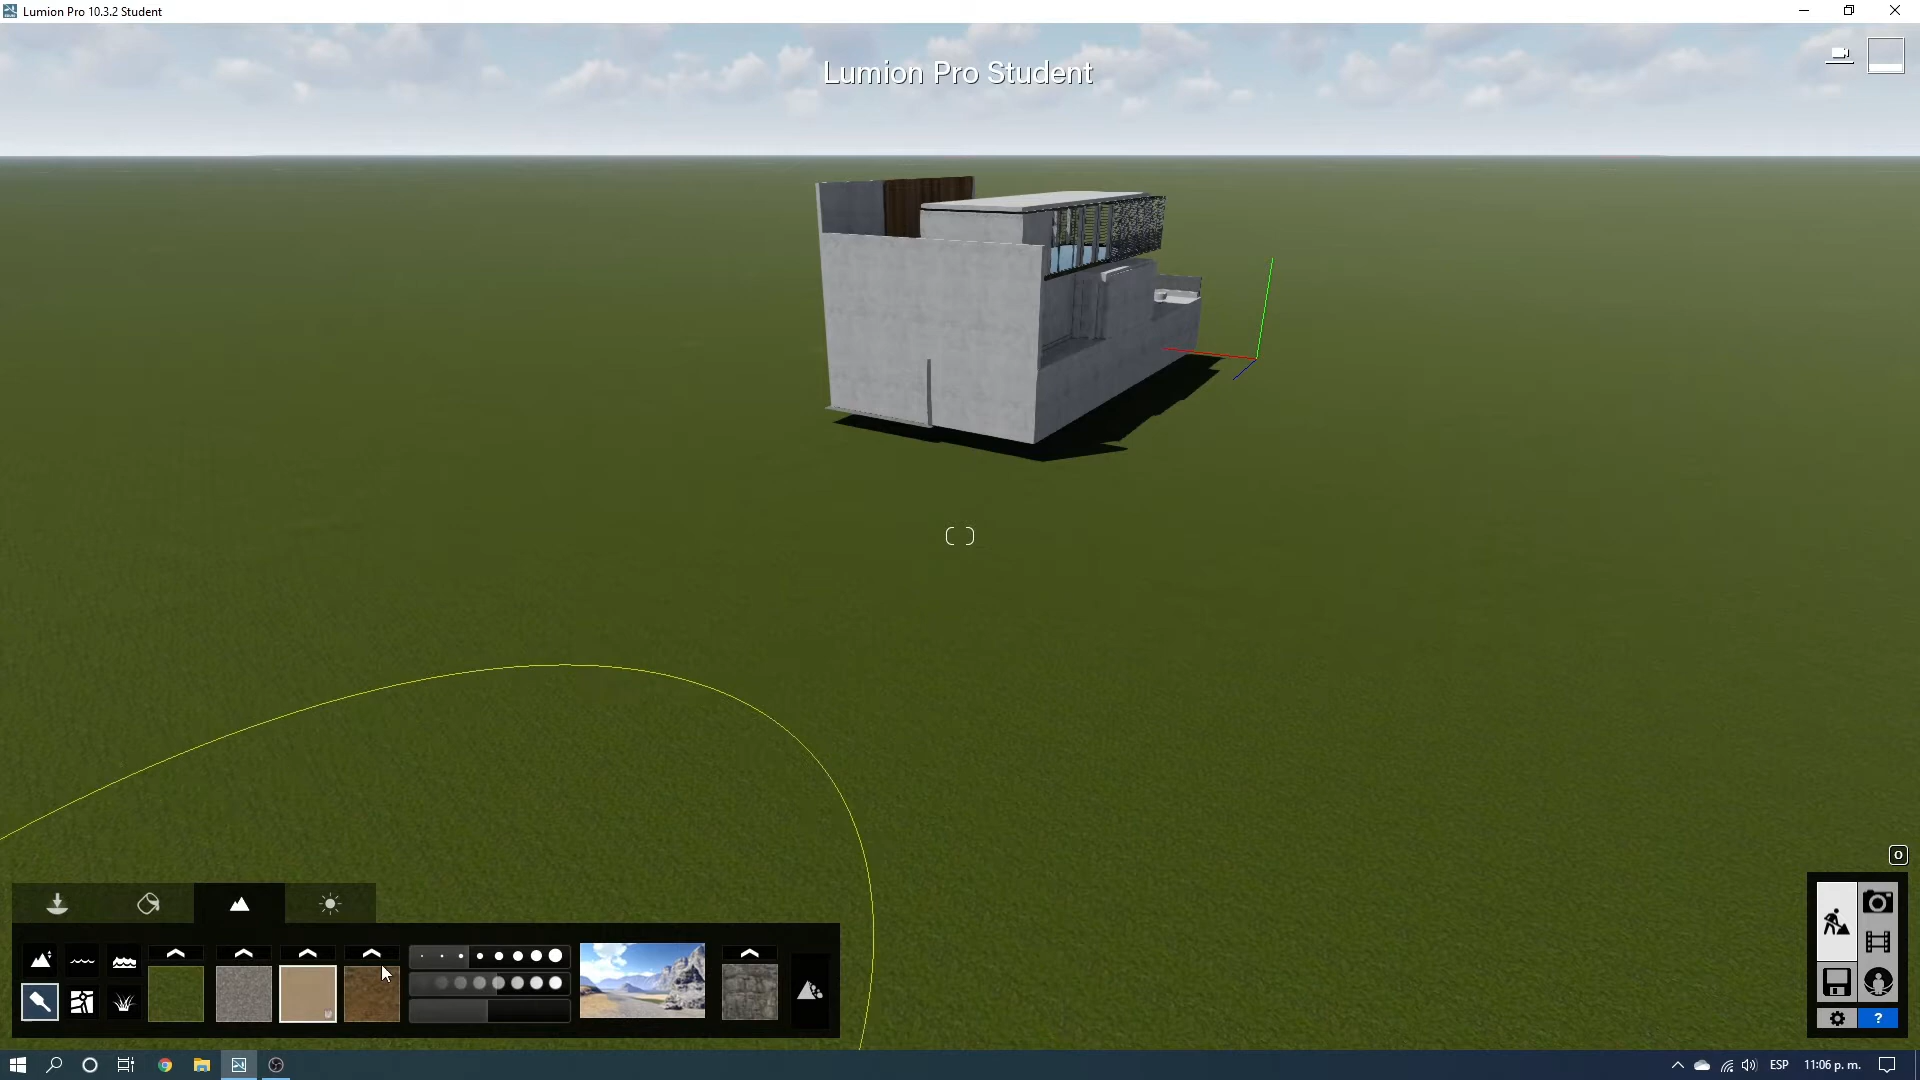 Lumion Pro 10.3.2 Student
Lumion Pro Student
O
?
ESP
11:06 p. m.